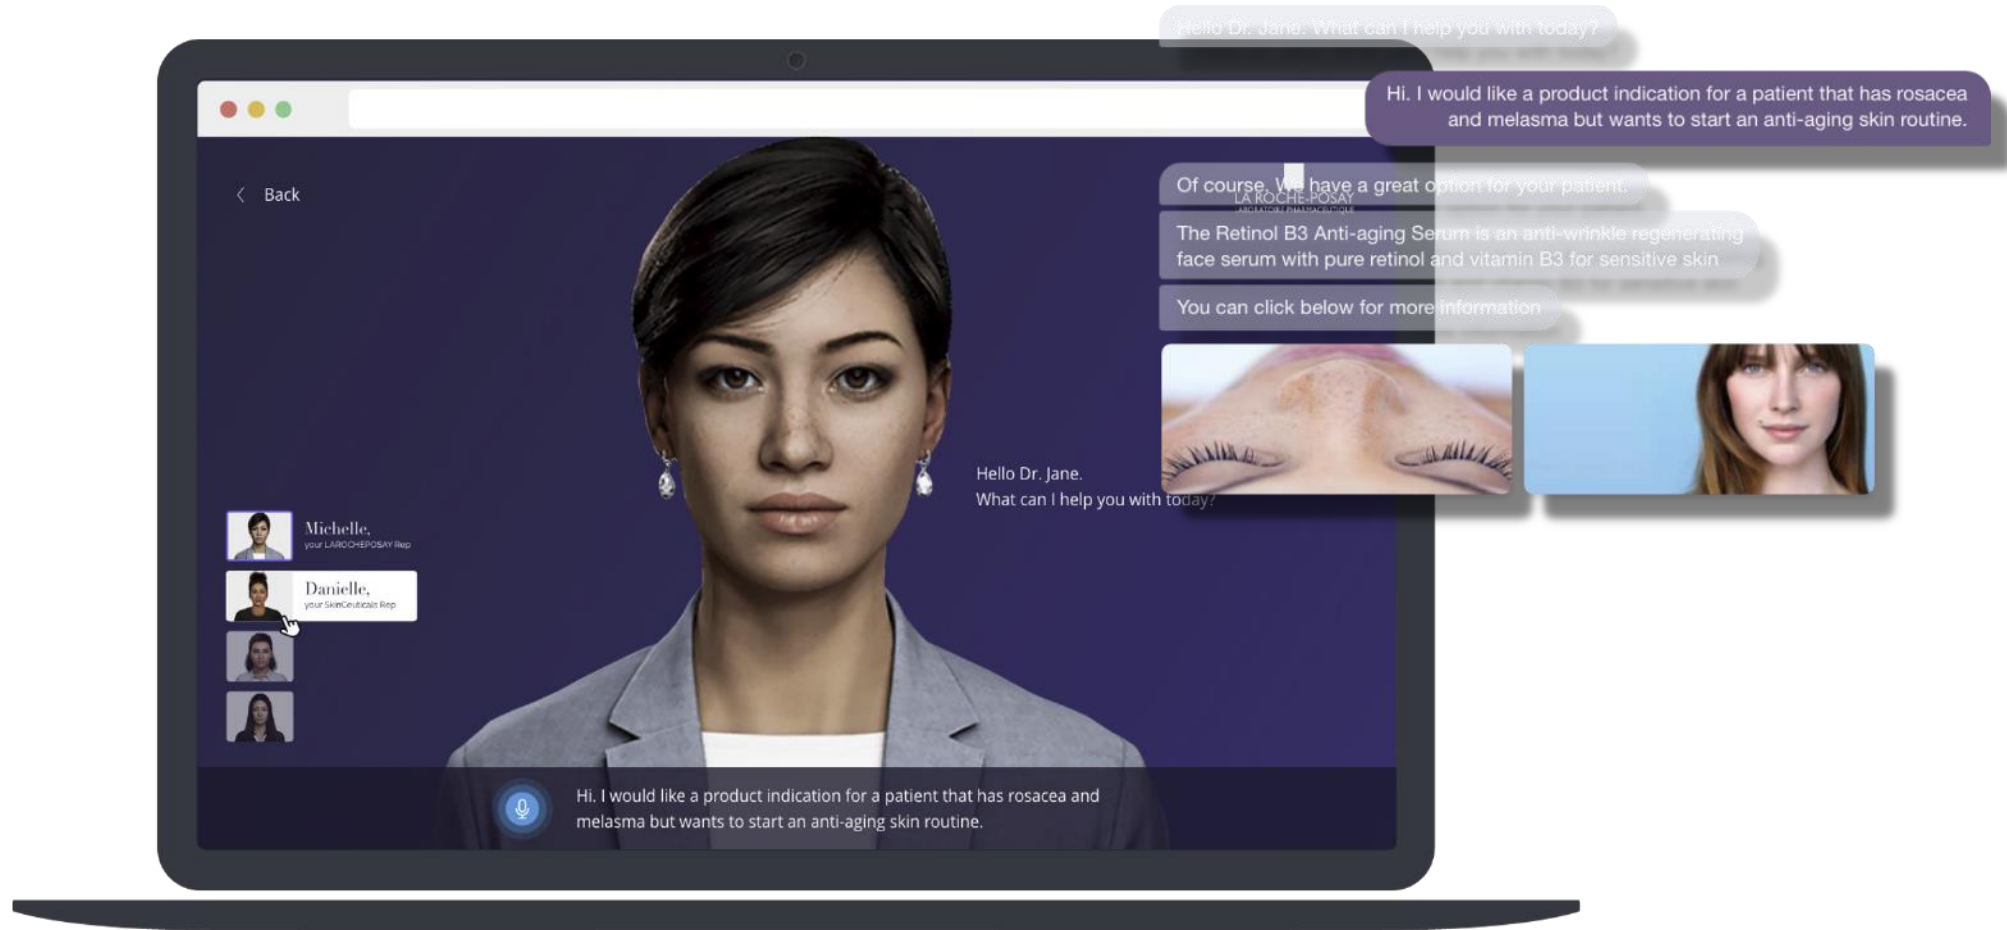 Hello Dr. Jane. What can I help you with today?
Hi. I would like a product indication for a patient that has rosacea
and melasma but wants to start an anti-aging skin routine.
Back
Of course. We have a great option for your patient.
LA ROCHE-POSAY
LABORATOIRE PHARMACEUTIQUE
The Retinol B3 Anti-aging Serum is an anti-wrinkle regenerating
face serum with pure retinol and vitamin B3 for sensitive skin
You can click below for more information
Hello Dr. Jane.
What can I help you with today?
Michelle,
your LAROCHEPOSAY Rep
Danielle,
your SkinCeuticals Rep
Hi. I would like a product indication for a patient that has rosacea and
melasma but wants to start an anti-aging skin routine.